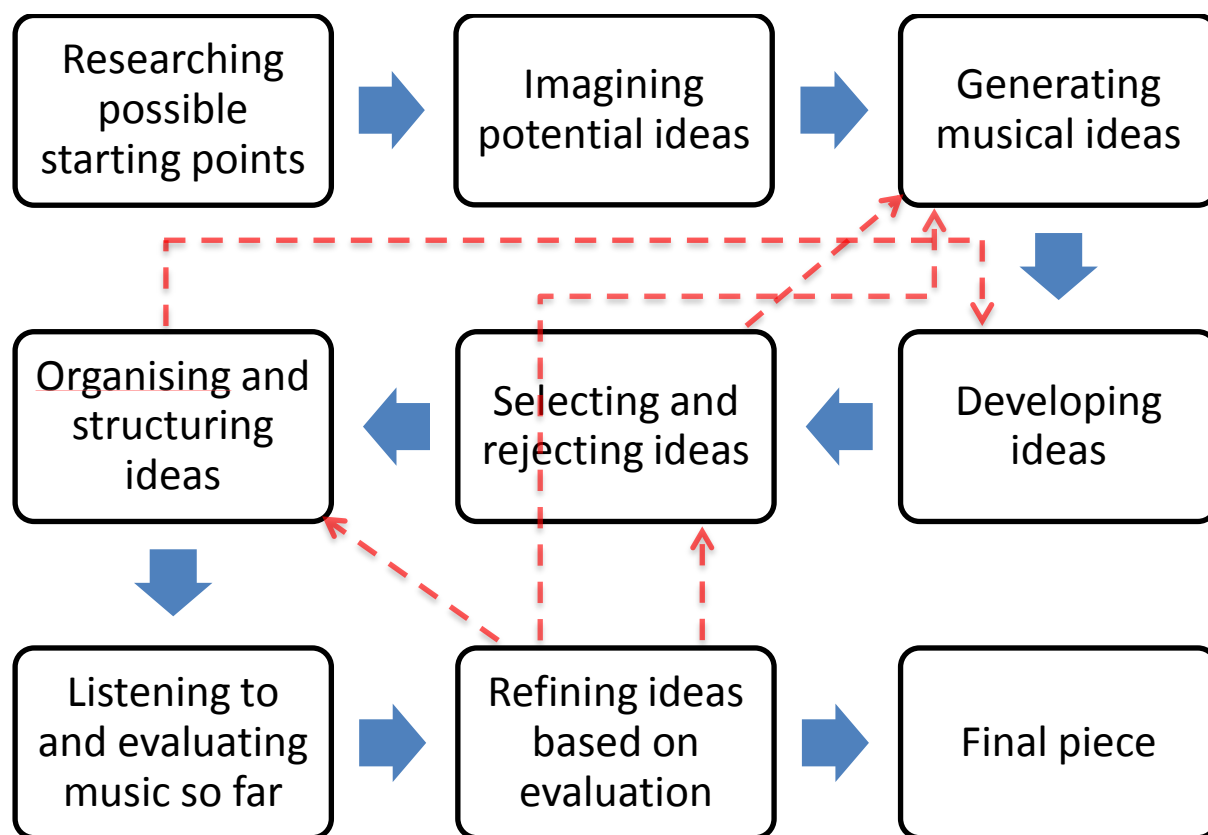 Researching
possible
starting points
Imagining
potential ideas
Generating
musical ideas
Organising and
structuring
ideas
Selecting and
rejecting ideas
Developing
ideas
Listening to
and evaluating
music so far
Refining ideas
based on
evaluation
Final piece